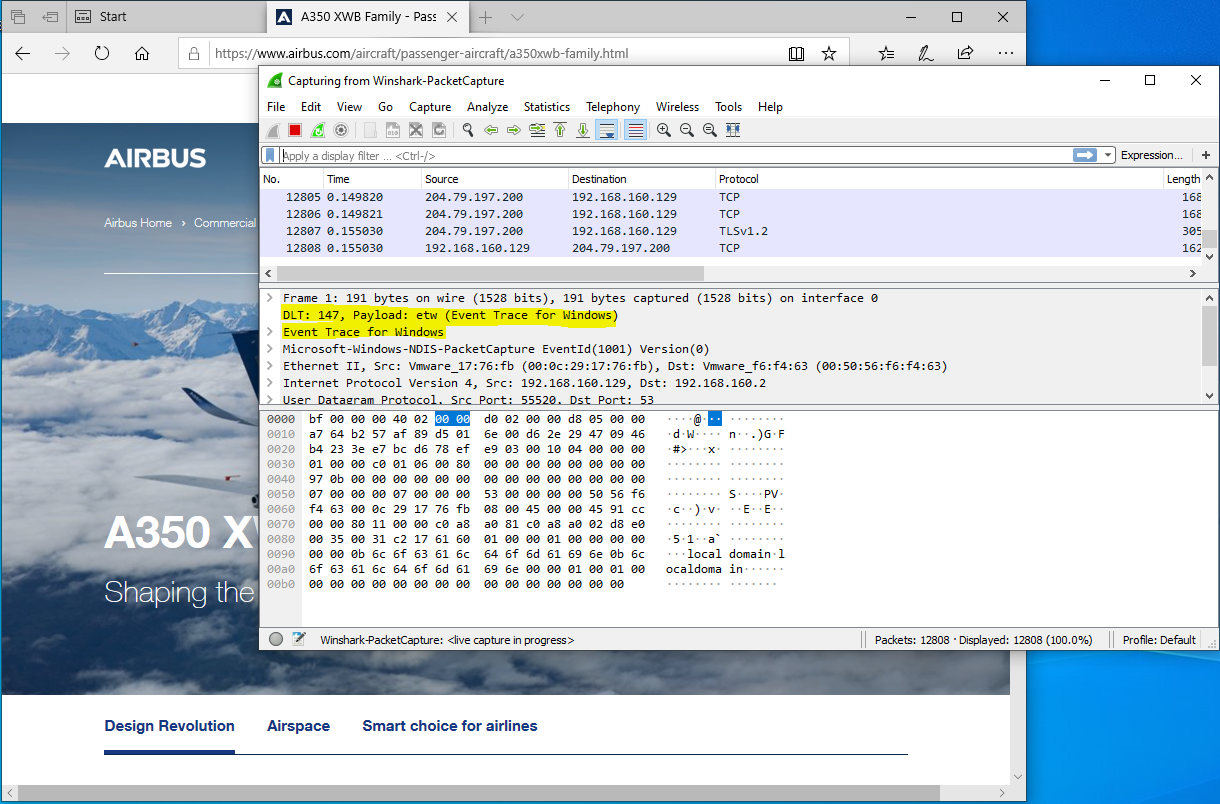 Start
A350 XWB Family - Pass
https://www.airbus.com/aircraft/passenger-aircraft/a350xwb-family.html
Capturing from Winshark-PacketCapture
File Edit View Go Capture Analyze Statistics Telephony Wireless Tools Help
Apply a display filter ... <Ctrl-/>
Expression... +
No. Time Source Destination Protocol Length
12805 0.149820 204.79.197.200 192.168.160.129 TCP 168
12806 0.149821 204.79.197.200 192.168.160.129 TCP 168
12807 0.155030 204.79.197.200 192.168.160.129 TLSv1.2 305
12808 0.155030 192.168.160.129 204.79.197.200 TCP 162
Frame 1: 191 bytes on wire (1528 bits), 191 bytes captured (1528 bits) on interface 0
DLT: 147, Payload: etw (Event Trace for Windows)
Event Trace for Windows
Microsoft-Windows-NDIS-PacketCapture EventId(1001) Version(0)
Ethernet II, Src: Vmware_17:76:fb (00:0c:29:17:76:fb), Dst: Vmware_f6:f4:63 (00:50:56:f6:f4:63)
Internet Protocol Version 4, Src: 192.168.160.129, Dst: 192.168.160.2
User Datagram Protocol, Src Port: 55520, Dst Port: 53
0000 bf 00 00 00 40 02 00 00 d0 02 00 00 d8 05 00 00 ····@··· ········
0010 a7 64 b2 57 af 89 d5 01 6e 00 d6 2e 29 47 09 46 ·d·W···· n··.)G·F
0020 b4 23 3e e7 bc d6 78 ef e9 03 00 10 04 00 00 00 ·#>···x· ········
0030 01 00 00 c0 01 06 00 80 00 00 00 00 00 00 00 00 ········ ········
0040 97 0b 00 00 00 00 00 00 00 00 00 00 00 00 00 00 ········ ········
0050 07 00 00 00 07 00 00 00 53 00 00 00 00 50 56 f6 ········ S····PV·
0060 f4 63 00 0c 29 17 76 fb 08 00 45 00 00 45 91 cc ·c··)·v· ··E··E··
0070 00 00 80 11 00 00 c0 a8 a0 81 c0 a8 a0 02 d8 e0 ········ ········
0080 00 35 00 31 c2 17 61 60 01 00 00 01 00 00 00 00 ·5·1··a` ········
0090 00 00 0b 6c 6f 63 61 6c 64 6f 6d 61 69 6e 0b 6c ···local domain·l
00a0 6f 63 61 6c 64 6f 6d 61 69 6e 00 00 01 00 01 00 ocaldoma in······
00b0 00 00 00 00 00 00 00 00 00 00 00 00 00 00 00 ········ ·······
Winshark-PacketCapture: <live capture in progress>
Packets: 12808 · Displayed: 12808 (100.0%)
Profile: Default
AIRBUS
Airbus Home › Commercial
A350 XW
Shaping the
Design Revolution Airspace Smart choice for airlines